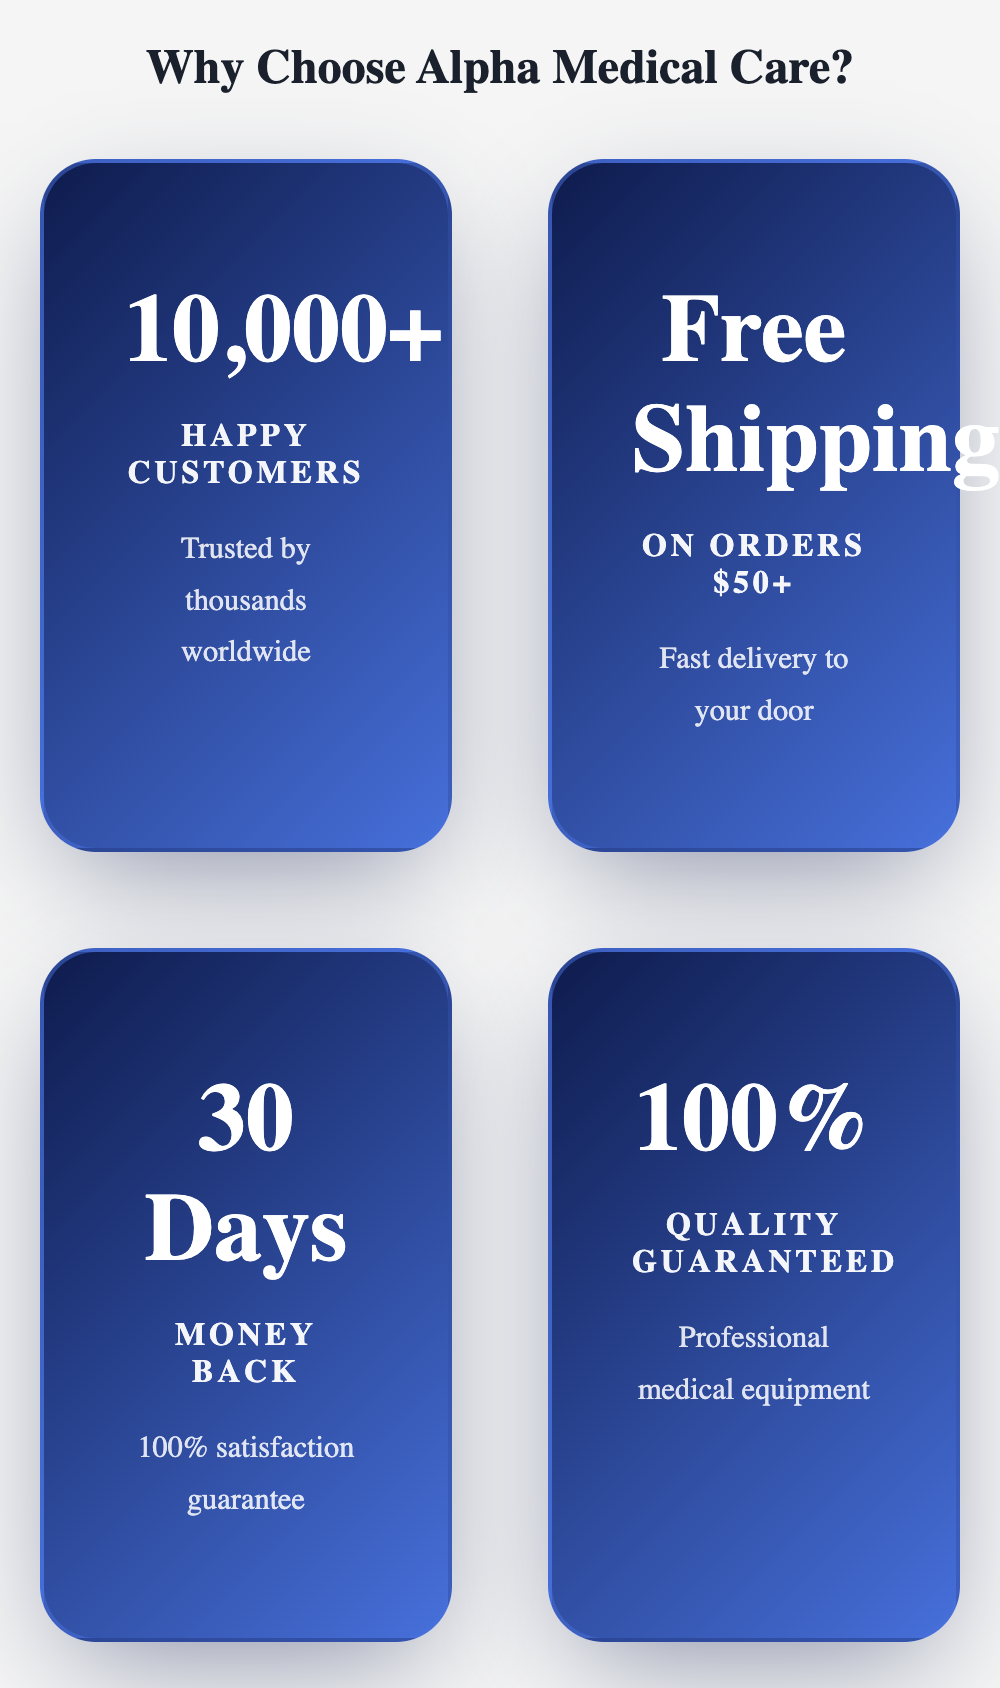 Why Choose Alpha Medical Care?
10,000+
HAPPY
CUSTOMERS
Trusted by
thousands
worldwide
Free
Shipping
ON ORDERS
$50+
Fast delivery to
your door
30
Days
MONEY
BACK
100% satisfaction
guarantee
100%
QUALITY
GUARANTEED
Professional
medical equipment